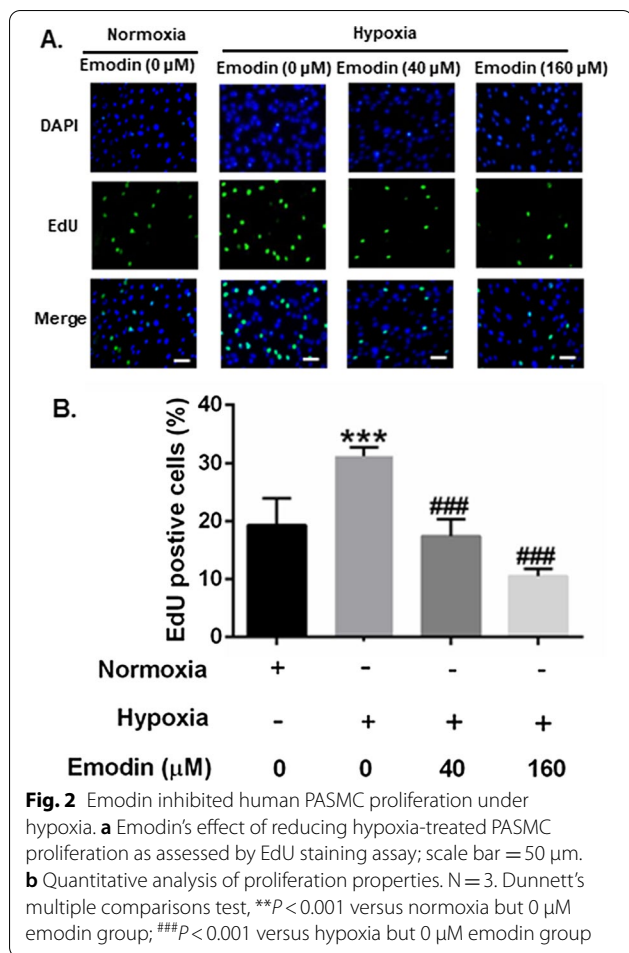 A.
Normoxia Hypoxia
Emodin (0 μM) Emodin (0 μM) Emodin (40 μM) Emodin (160 μM)
DAPI
EdU
Merge
B.
EdU postive cells (%)
40
30
20
10
0
***
###
###
Normoxia + - - -
Hypoxia - + + +
Emodin (μM) 0 0 40 160
Fig. 2 Emodin inhibited human PASMC proliferation under
hypoxia. a Emodin's effect of reducing hypoxia-treated PASMC
proliferation as assessed by EdU staining assay; scale bar = 50 μm.
b Quantitative analysis of proliferation properties. N = 3. Dunnett's
multiple comparisons test, **P < 0.001 versus normoxia but 0 μM
emodin group; ###P < 0.001 versus hypoxia but 0 μM emodin group